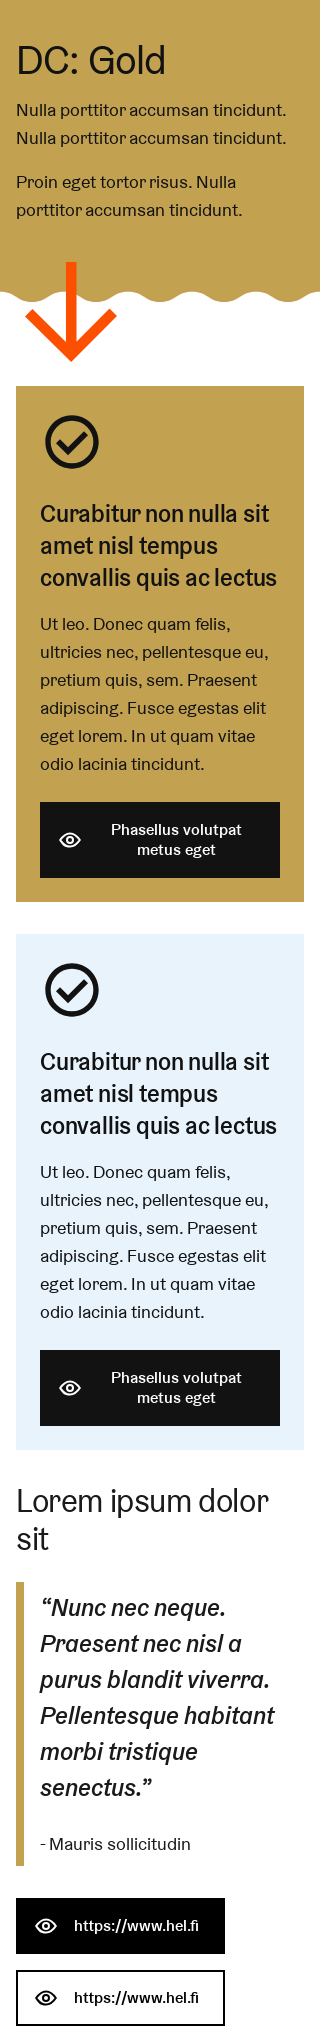 DC: Gold
Nulla porttitor accumsan tincidunt.
Nulla porttitor accumsan tincidunt.
Proin eget tortor risus. Nulla
porttitor accumsan tincidunt.
Curabitur non nulla sit
amet nisl tempus
convallis quis ac lectus
Ut leo. Donec quam felis,
ultricies nec, pellentesque eu,
pretium quis, sem. Praesent
adipiscing. Fusce egestas elit
eget lorem. In ut quam vitae
odio lacinia tincidunt.
Phasellus volutpat
metus eget
Curabitur non nulla sit
amet nisl tempus
convallis quis ac lectus
Ut leo. Donec quam felis,
ultricies nec, pellentesque eu,
pretium quis, sem. Praesent
adipiscing. Fusce egestas elit
eget lorem. In ut quam vitae
odio lacinia tincidunt.
Phasellus volutpat
metus eget
Lorem ipsum dolor
sit
“Nunc nec neque.
Praesent nec nisl a
purus blandit viverra.
Pellentesque habitant
morbi tristique
senectus.”
- Mauris sollicitudin
https://www.hel.fi
https://www.hel.fi